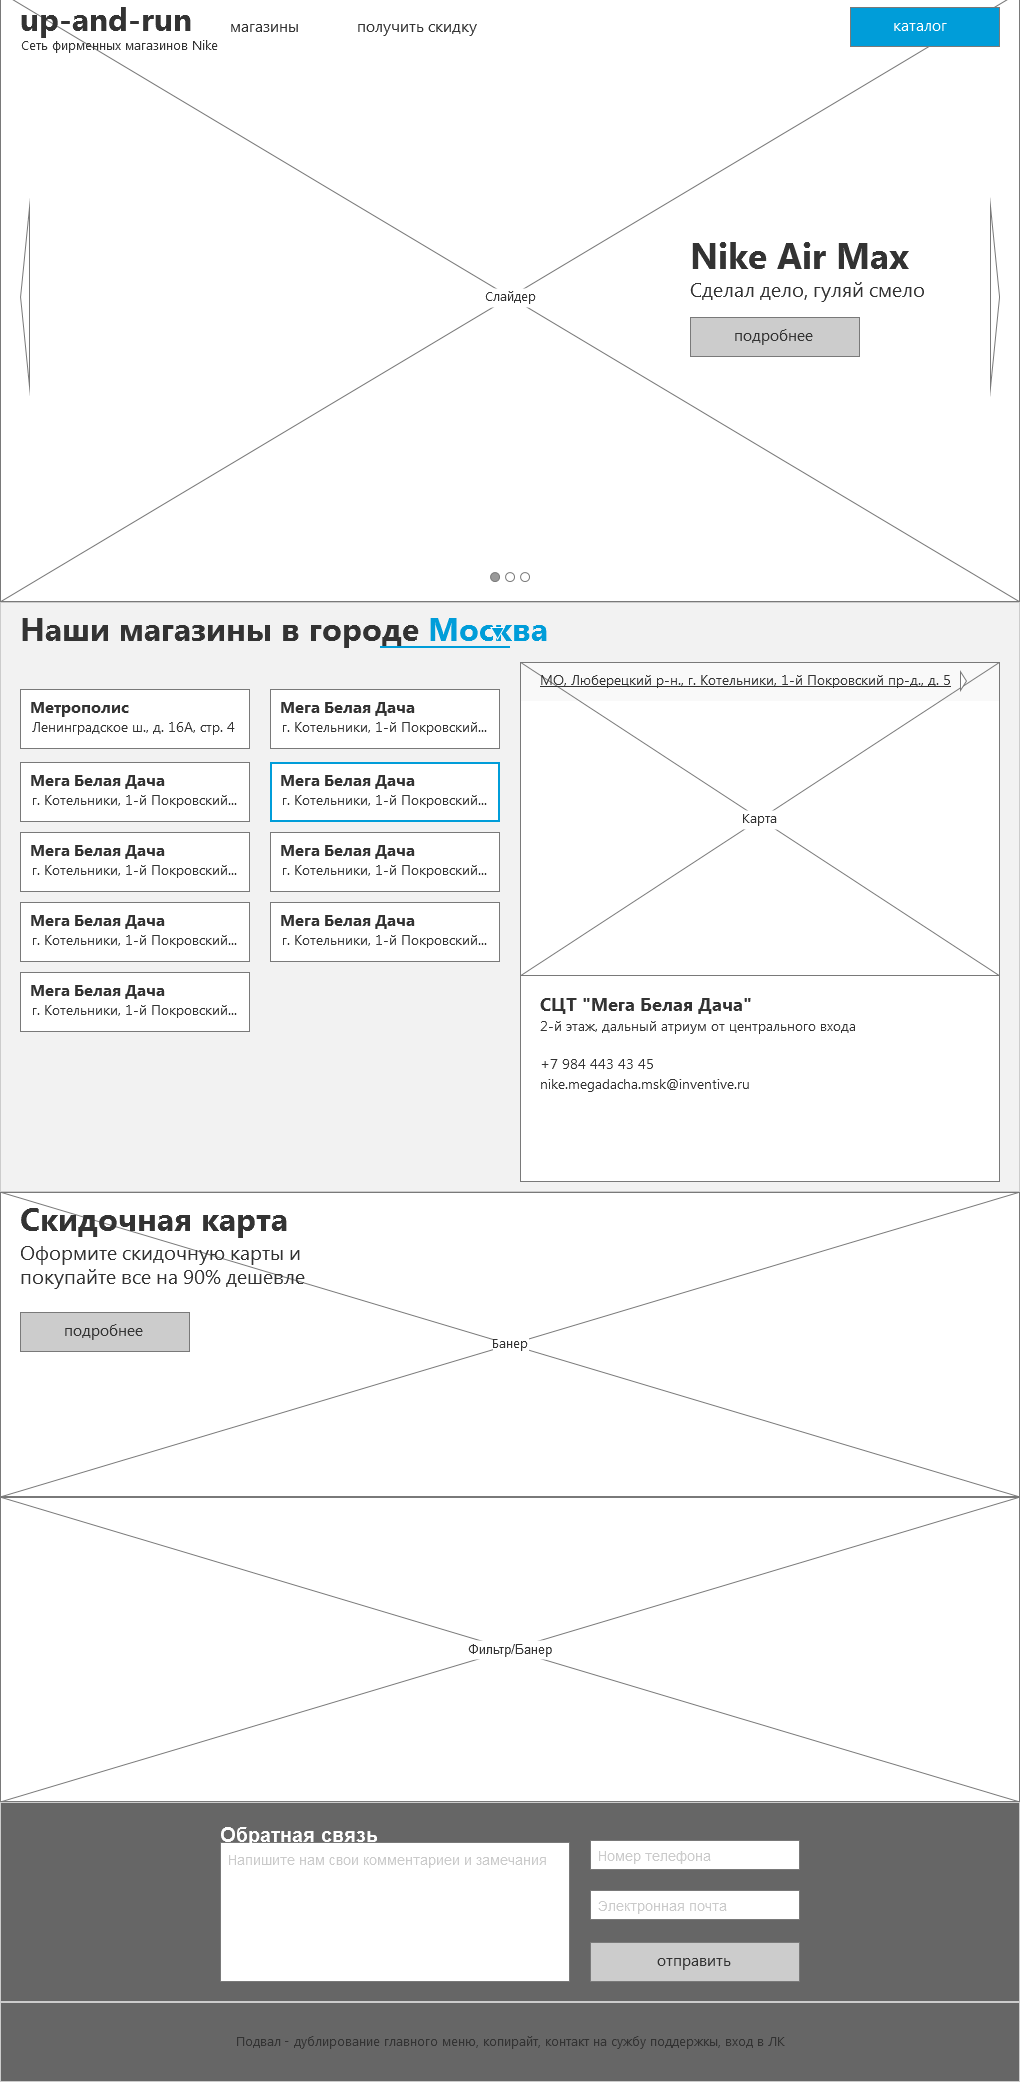 up-and-run
Сеть фирменных магазинов Nike
магазины
получить скидку
каталог
Nike Air Max
Сделал дело, гуляй смело
Слайдер
подробнее
Наши магазины в городе Москва
Метрополис
Ленинградское ш., д. 16А, стр. 4
Мега Белая Дача
г. Котельники, 1-й Покровский...
Мега Белая Дача
г. Котельники, 1-й Покровский...
Мега Белая Дача
г. Котельники, 1-й Покровский...
Мега Белая Дача
г. Котельники, 1-й Покровский...
Мега Белая Дача
г. Котельники, 1-й Покровский...
Мега Белая Дача
г. Котельники, 1-й Покровский...
Мега Белая Дача
г. Котельники, 1-й Покровский...
Мега Белая Дача
г. Котельники, 1-й Покровский...
МО, Люберецкий р-н., г. Котельники, 1-й Покровский пр-д., д. 5
Карта
СЦТ "Мега Белая Дача"
2-й этаж, дальный атриум от центрального входа
+7 984 443 43 45
nike.megadacha.msk@inventive.ru
Скидочная карта
Оформите скидочную карты и
покупайте все на 90% дешевле
подробнее
Банер
Фильтр/Банер
Обратная связь
Напишите нам свои комментариеи и замечания
Номер телефона
Электронная почта
отправить
Подвал - дублирование главного меню, копирайт, контакт на сужбу поддержкы, вход в ЛК